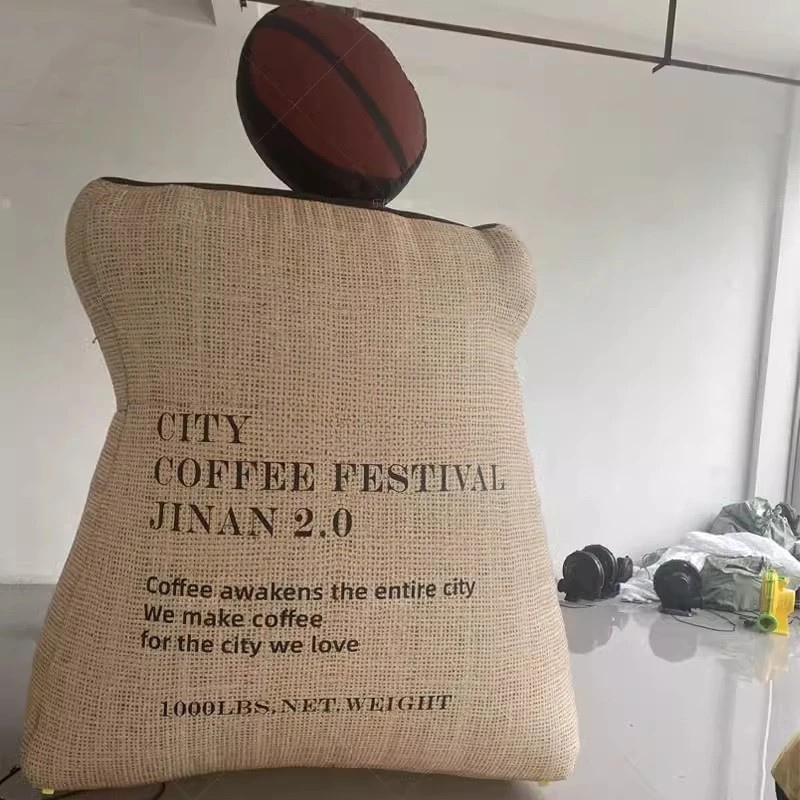 CITY
COFFEE FESTIVAL
JINAN 2.0
Coffee awakens the entire city
We make coffee
for the city we love
1000LBS.NET.WEIGHT